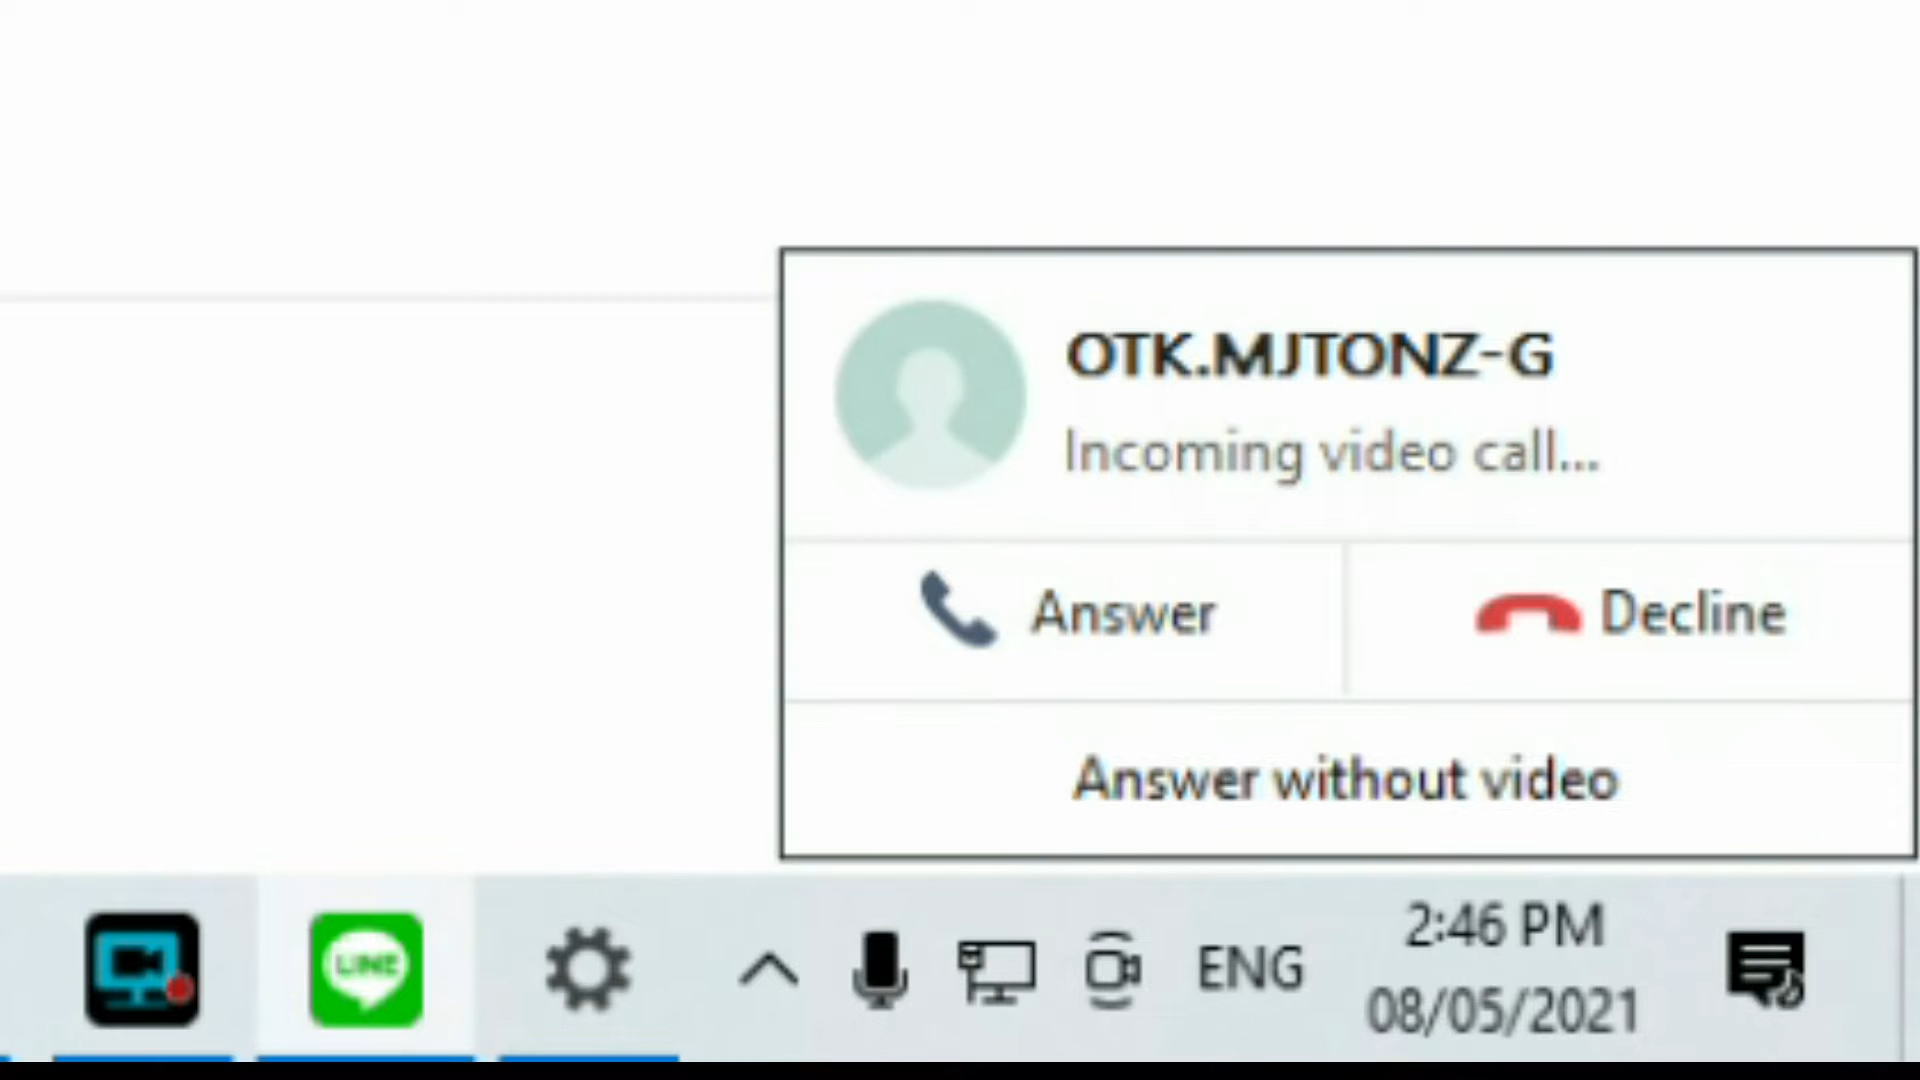 OTK.MJTONZ-G
Incoming video call...
Answer
Decline
Answer without video
LINE
ENG
2:46 PM
08/05/2021